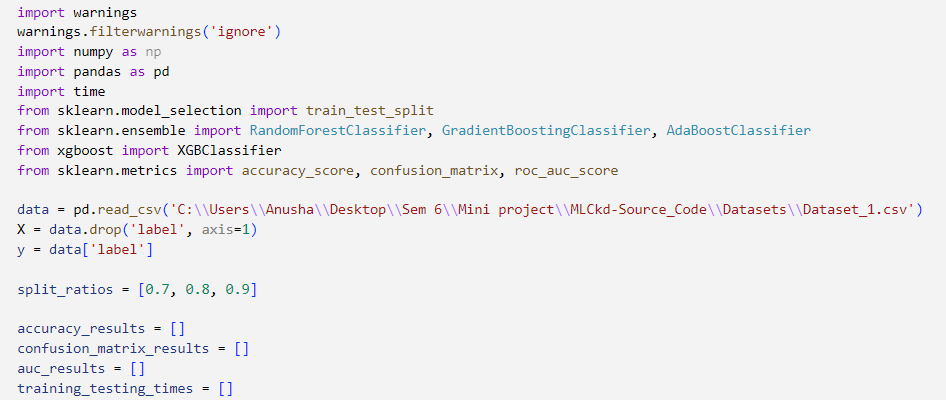 import warnings
warnings.filterwarnings('ignore')
import numpy as np
import pandas as pd
import time
from sklearn.model_selection import train_test_split
from sklearn.ensemble import RandomForestClassifier, GradientBoostingClassifier, AdaBoostClassifier
from xgboost import XGBClassifier
from sklearn.metrics import accuracy_score, confusion_matrix, roc_auc_score
data = pd.read_csv('C:\\Users\\Anusha\\Desktop\\Sem 6\\Mini project\\MLCkd-Source_Code\\Datasets\\Dataset_1.csv')
X = data.drop('label', axis=1)
y = data['label']
split_ratios = [0.7, 0.8, 0.9]
accuracy_results = []
confusion_matrix_results = []
auc_results = []
training_testing_times = []